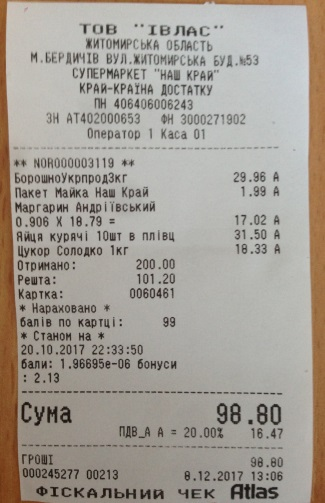 ТОВ "ІВЛАС"
ЖИТОМИРСЬКА ОБЛАСТЬ
М.БЕРДИЧІВ ВУЛ.ЖИТОМИРСЬКА БУД.№53
СУПЕРМАРКЕТ "НАШ КРАЙ"
КРАЙ-КРАЇНА ДОСТАТКУ
ПН 406406006243
ЗН АТ402000653 ФН 3000271902
Оператор 1 Каса 01
** NOR000003119 **
БорошноУкрпрод3кг 29.96 А
Пакет Майка Наш Край 1.99 А
Маргарин Андріївський
0.906 X 18.79 = 17.02 А
Яйця курячі 10шт в плівц 31.50 А
Цукор Солодко 1кг 18.33 А
Отримано: 200.00
Решта: 101.20
Картка: 0060461
* Нараховано *
балів по картці: 99
* Станом на *
20.10.2017 22:33:50
бали: 1.96695e-06 бонуси
: 2.13
Сума 98.80
ПДВ_А А = 20.00% 16.47
ГРОШІ 98.80
000245277 00213 8.12.2017 13:06
ФІСКАЛЬНИЙ ЧЕК Atlas